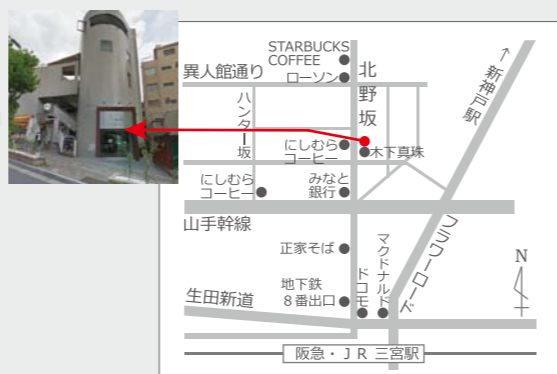 STARBUCKS
COFFEE
ローソン
異人館通り
北野坂
↑新神戸駅
ハンター坂
にしむら
コーヒー
木下真珠
にしむら
コーヒー
みなと
銀行
山手幹線
フラワーロード
正家そば
マクドナルド
ドコモ
地下鉄
8番出口
生田新道
N
阪急・JR 三宮駅